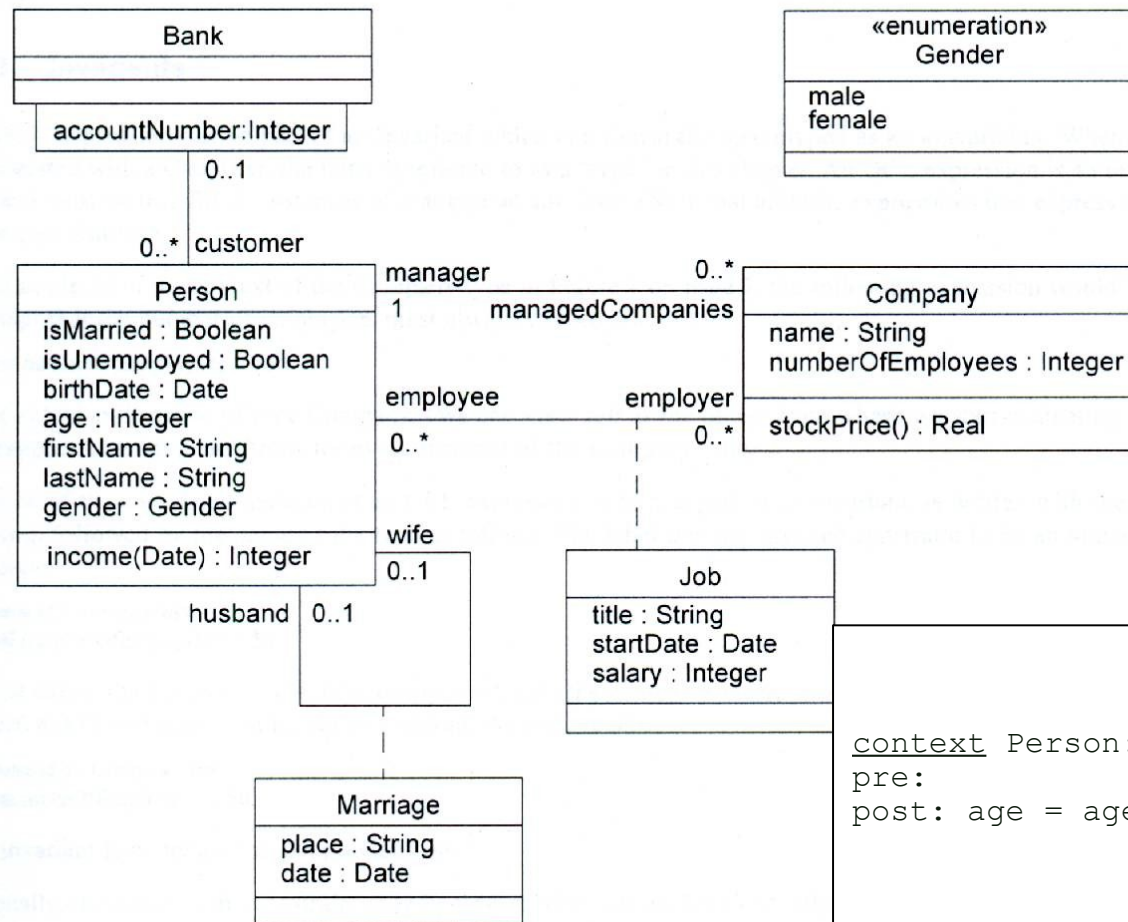 Bank
accountNumber:Integer
0..1
0..* customer
«enumeration»
Gender
male
female
Person
isMarried : Boolean
isUnemployed : Boolean
birthDate : Date
age : Integer
firstName : String
lastName : String
gender : Gender
income(Date) : Integer
manager
1
0..*
managedCompanies
employee
0..*
employer
0..*
Company
name : String
numberOfEmployees : Integer
stockPrice() : Real
wife
0..1
husband 0..1
Job
title : String
startDate : Date
salary : Integer
Marriage
place : String
date : Date
context Person:
pre:
post: age = age